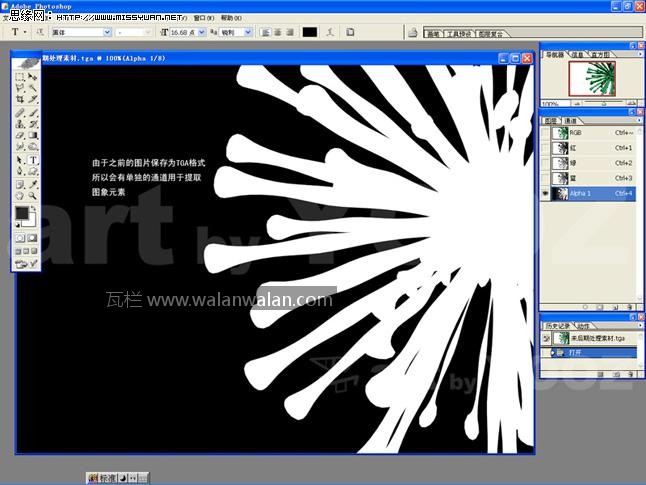 Adobe Photoshop
思缘网: HTTP://WWW.MISSYUAN.NET
窗口(W) 帮助(H)
T 黑体 - T 16.68 点 aa 锐利
画笔 工具预设 图层复合
期处理素材.tga @ 100%(Alpha 1/8)
导航器 信息 直方图
100%
由于之前的图片保存为TGA格式
所以会有单独的通道用于提取
图象元素
图层 通道
RGB Ctrl+~
红 Ctrl+1
绿 Ctrl+2
蓝 Ctrl+3
Alpha 1 Ctrl+4
art by
瓦栏 www.walanwalan.com
历史记录 动作
未后期处理素材.tga
打开
art by
标准